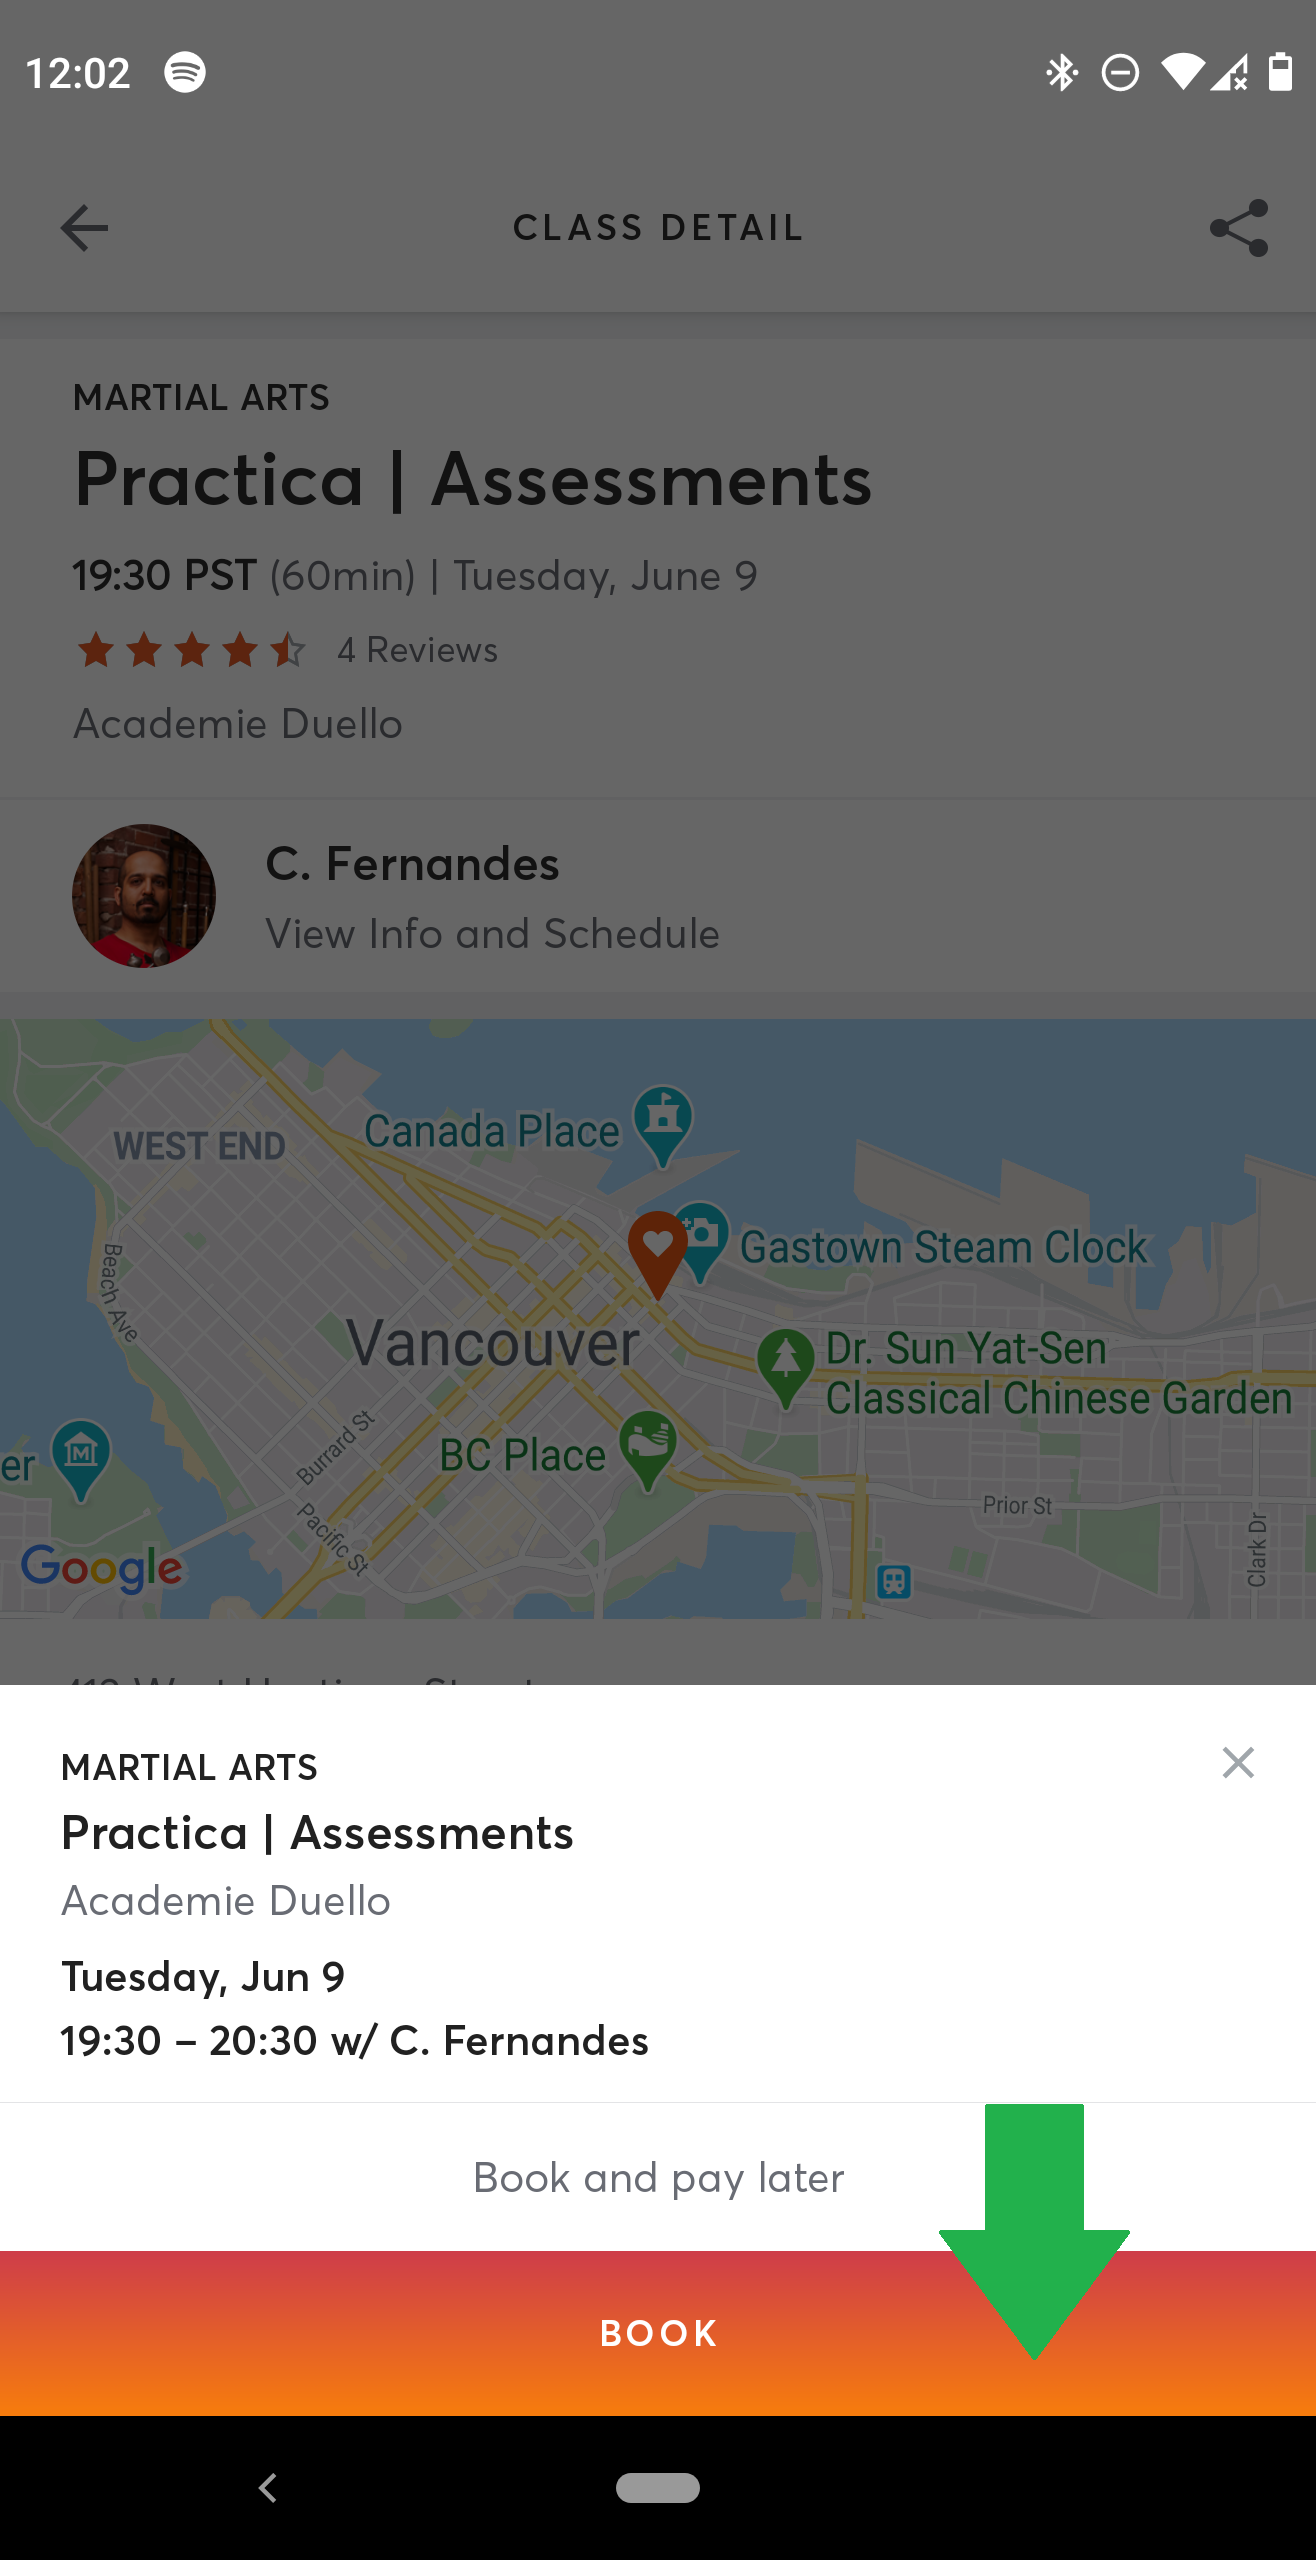 12:02
CLASS DETAIL
MARTIAL ARTS
Practica | Assessments
19:30 PST (60min) | Tuesday, June 9
4 Reviews
Academie Duello
C. Fernandes
View Info and Schedule
Canada Place
WEST END
Gastown Steam Clock
Beach Ave
Vancouver
Dr. Sun Yat-Sen
Classical Chinese Garden
Burrard St
BC Place
er
Prior St
Pacific St
Clark Dr
Google
MARTIAL ARTS
Practica | Assessments
Academie Duello
Tuesday, Jun 9
19:30 – 20:30 w/ C. Fernandes
Book and pay later
BOOK